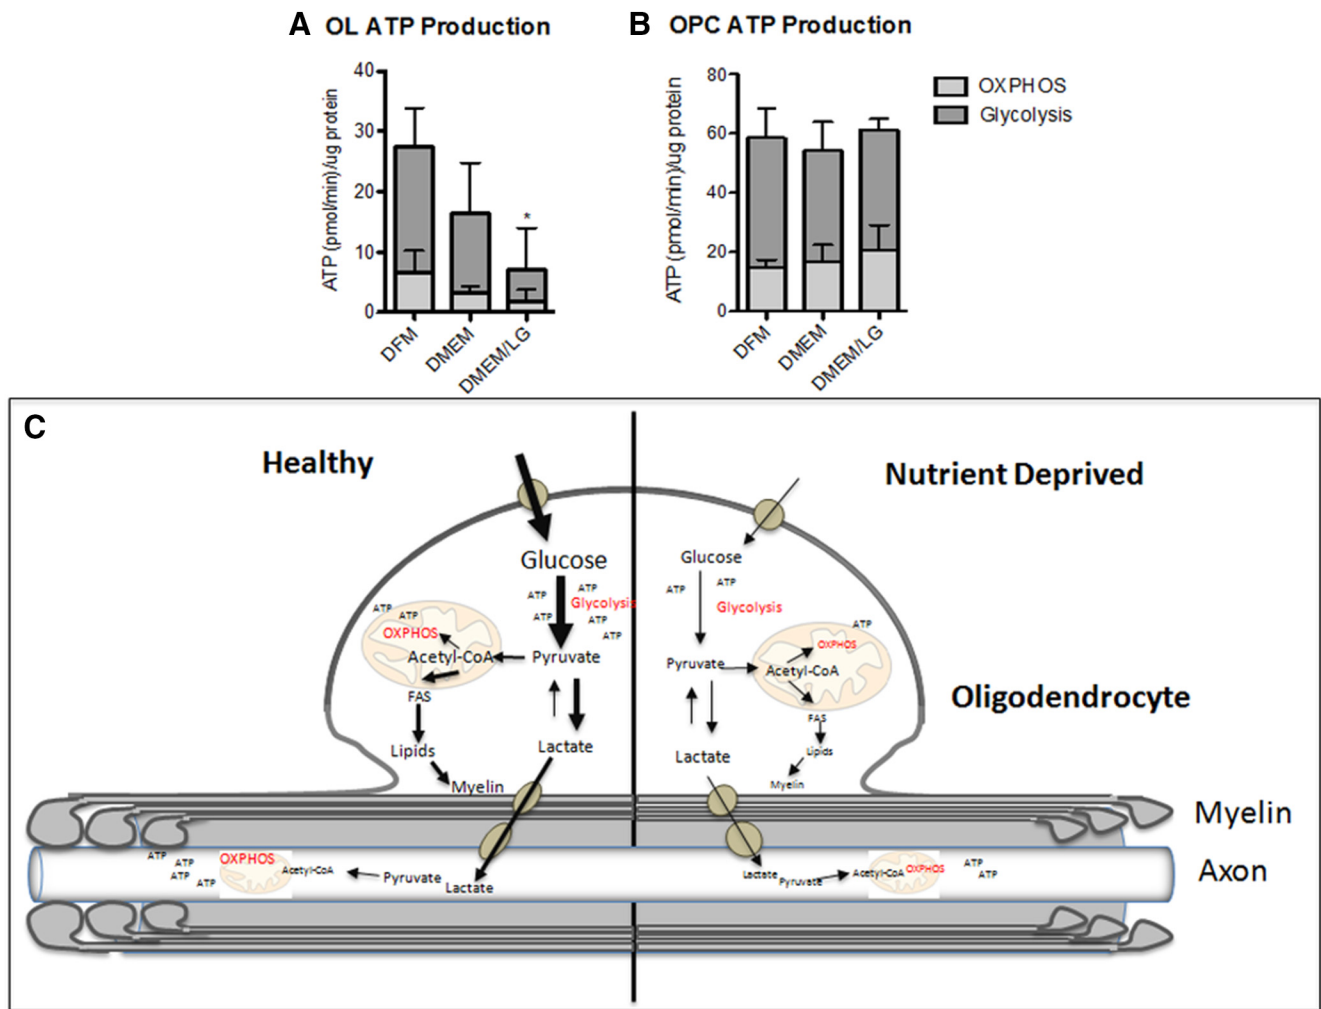 A OL ATP Production
B OPC ATP Production
40
30
20
10
0
ATP (pmol/min)/ug protein
*
DFM
DMEM
DMEM/LG
80
60
40
20
0
ATP (pmol/min)/ug protein
DFM
DMEM
DMEM/LG
OXPHOS
Glycolysis
C
Healthy
Nutrient Deprived
Glucose
ATP
ATP
Glycolysis
ATP
ATP
ATP
ATP
ATP
OXPHOS
Acetyl-CoA
Pyruvate
FAS
Lipids
Lactate
Myelin
Glucose
ATP
ATP
Glycolysis
ATP
Pyruvate
Acetyl-CoA
OXPHOS
FAS
Lipids
Lactate
Myelin
Oligodendrocyte
Myelin
Axon
ATP
ATP
ATP
ATP
OXPHOS
Acetyl-CoA
Pyruvate
Lactate
Lactate
Pyruvate
Acetyl-CoA
OXPHOS
ATP
ATP